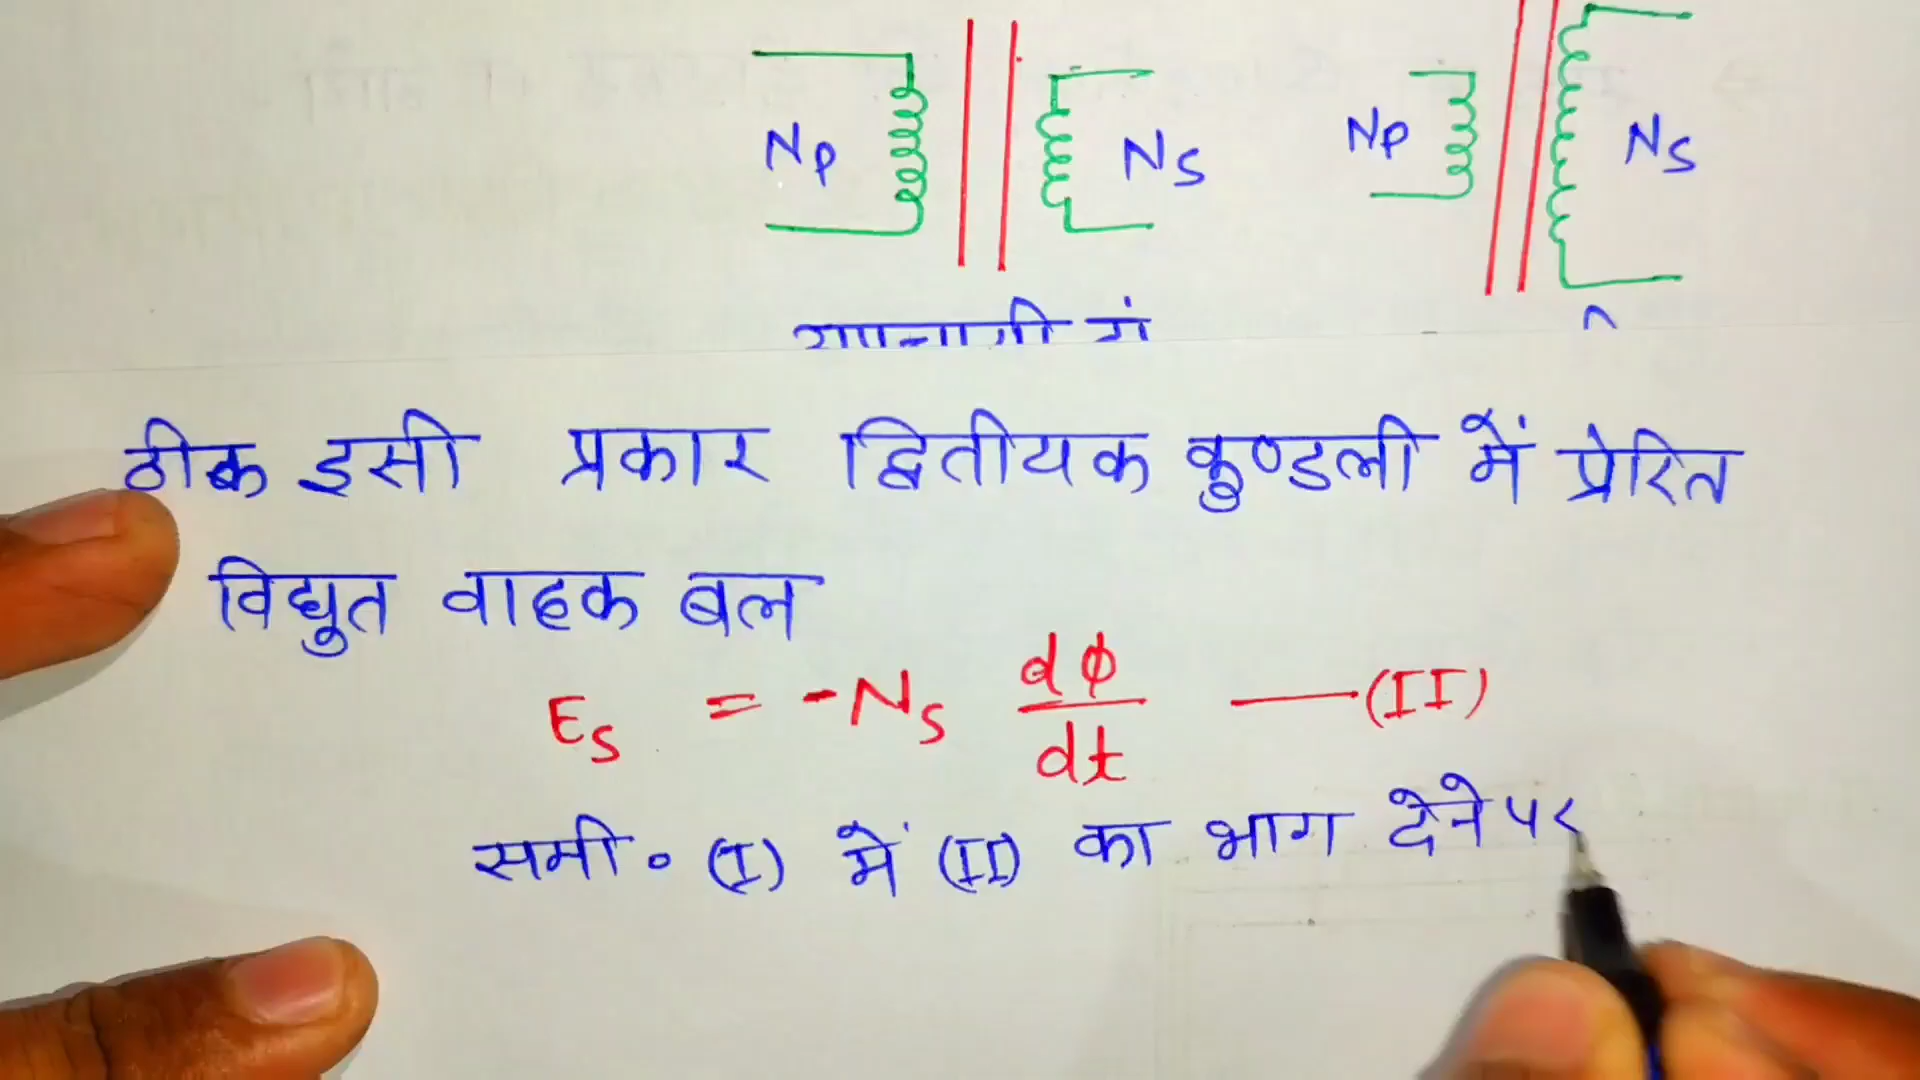 Np Ns Np Ns
ठीक इसी प्रकार द्वितीयक कुण्डली में प्रेरित
विद्युत वाहक बल
Es = -Ns dϕ/dt —(II)
समी. (I) में (II) का भाग देने पर